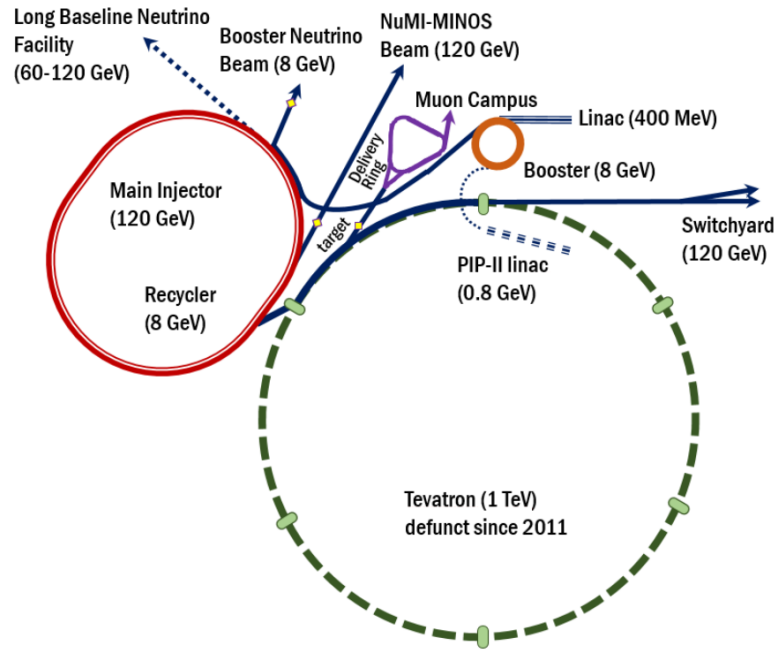 Long Baseline Neutrino
Facility
(60-120 GeV)
Booster Neutrino
Beam (8 GeV)
NuMI-MINOS
Beam (120 GeV)
Muon Campus
Linac (400 MeV)
Delivery
Ring
Booster (8 GeV)
Main Injector
(120 GeV)
target
Switchyard
(120 GeV)
PIP-II linac
(0.8 GeV)
Recycler
(8 GeV)
Tevatron (1 TeV)
defunct since 2011